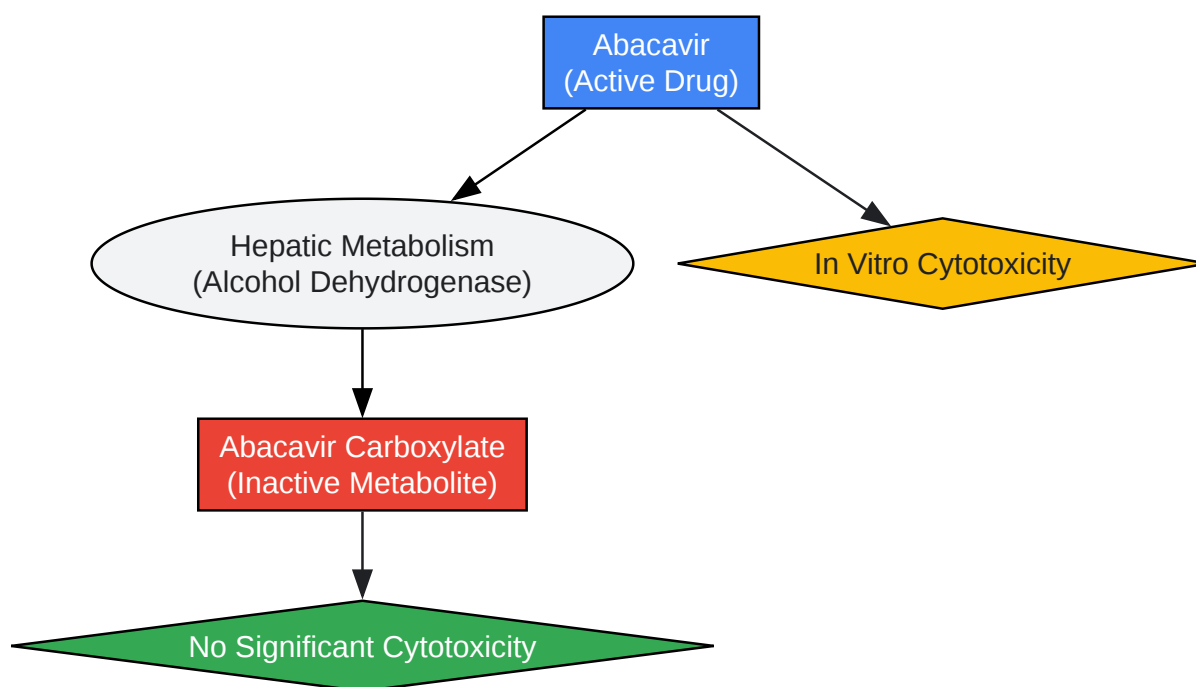 Abacavir
(Active Drug)
Hepatic Metabolism
(Alcohol Dehydrogenase)
In Vitro Cytotoxicity
Abacavir Carboxylate
(Inactive Metabolite)
No Significant Cytotoxicity